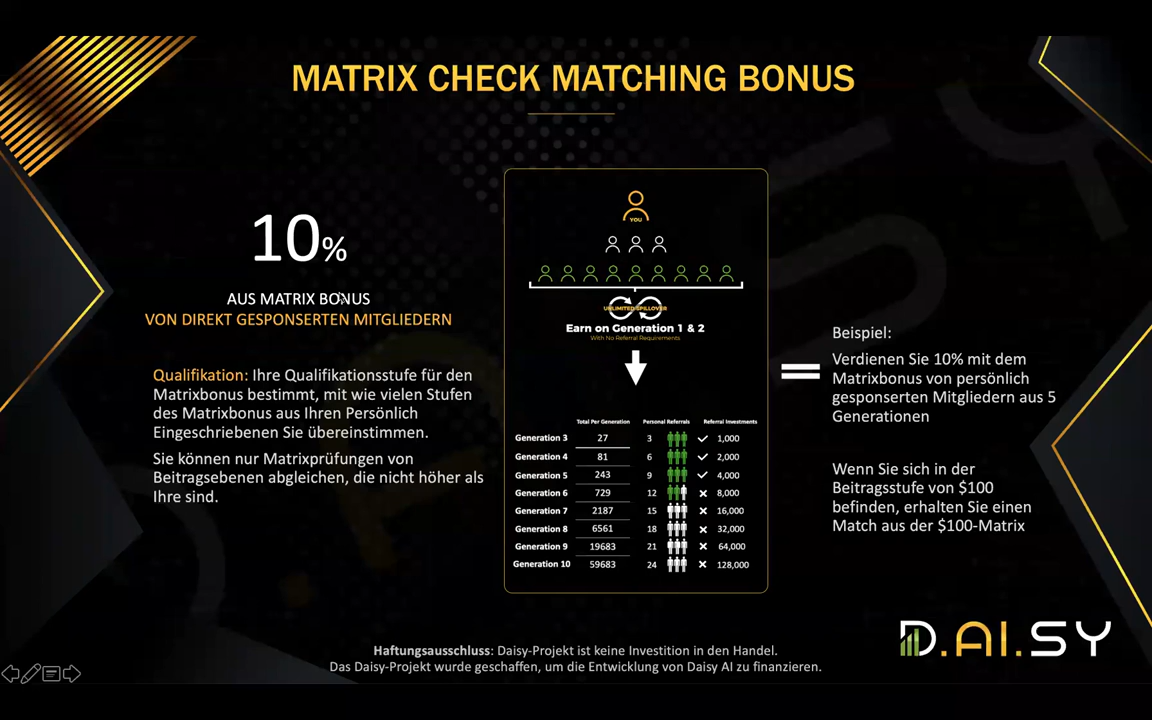 MATRIX CHECK MATCHING BONUS
10%
AUS MATRIX BONUS
VON DIREKT GESPONSERTEN MITGLIEDERN
Qualifikation: Ihre Qualifikationsstufe für den
Matrixbonus bestimmt, mit wie vielen Stufen
des Matrixbonus aus Ihren Persönlich
Eingeschriebenen Sie übereinstimmen.
Sie können nur Matrixprüfungen von
Beitragsebenen abgleichen, die nicht höher als
Ihre sind.
YOU
UNLIMITED SPILLOVER
Earn on Generation 1 & 2
With No Referral Requirements
Total Per Generation Personal Referrals Referral Investments
Generation 3 27 3 1,000
Generation 4 81 6 2,000
Generation 5 243 9 4,000
Generation 6 729 12 8,000
Generation 7 2187 15 16,000
Generation 8 6561 18 32,000
Generation 9 19683 21 64,000
Generation 10 59683 24 128,000
Beispiel:
Verdienen Sie 10% mit dem
Matrixbonus von persönlich
gesponserten Mitgliedern aus 5
Generationen
Wenn Sie sich in der
Beitragsstufe von $100
befinden, erhalten Sie einen
Match aus der $100-Matrix
Haftungsausschluss: Daisy-Projekt ist keine Investition in den Handel.
Das Daisy-Projekt wurde geschaffen, um die Entwicklung von Daisy AI zu finanzieren.
D.AI.SY